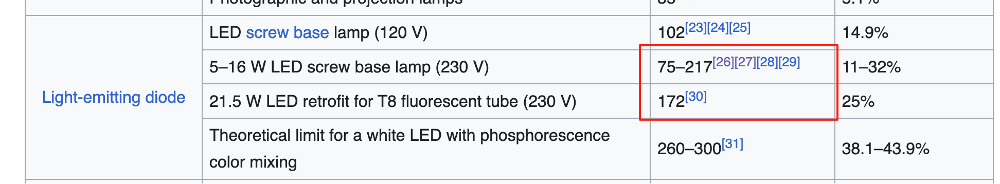 Photographic and projection lamps
LED screw base lamp (120 V) 102[23][24][25] 14.9%
5–16 W LED screw base lamp (230 V) 75–217[26][27][28][29] 11–32%
Light-emitting diode
21.5 W LED retrofit for T8 fluorescent tube (230 V) 172[30] 25%
Theoretical limit for a white LED with phosphorescence
color mixing
260–300[31] 38.1–43.9%